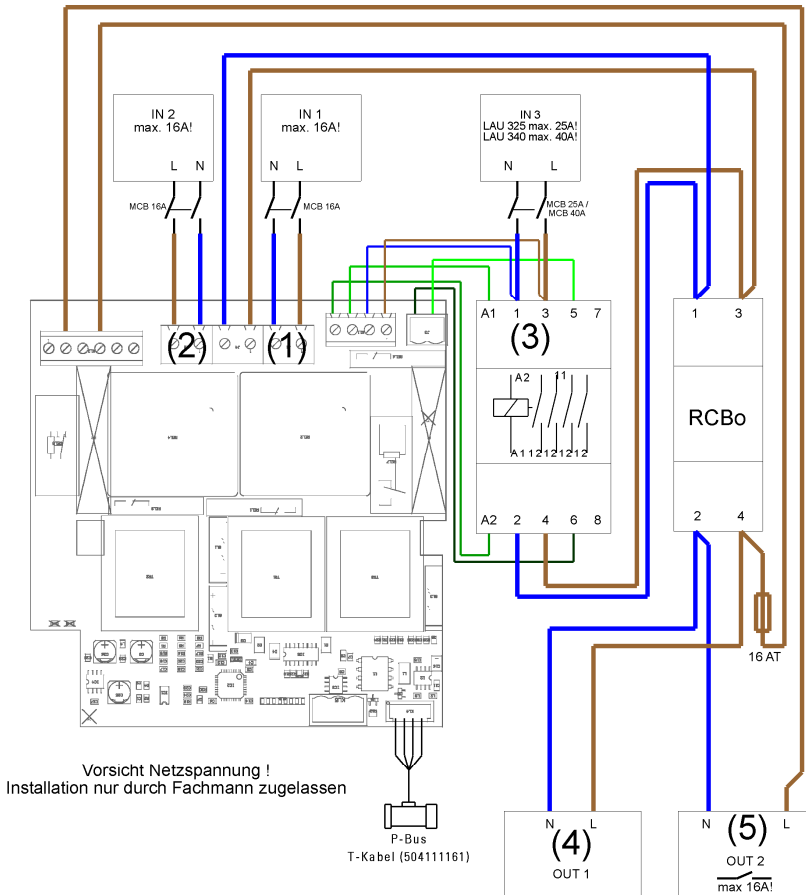 IN 2
max. 16A!
L N
MCB 16A
IN 1
max. 16A!
N L
MCB 16A
IN 3
LAU 325 max. 25A!
LAU 340 max. 40A!
N L
MCB 25A /
MCB 40A
(2)
(1)
A1 1 3 5 7
(3)
A2 11
A1 12 12 12 12
A2 2 4 6 8
1 3
RCBo
2 4
16 AT
Vorsicht Netzspannung !
Installation nur durch Fachmann zugelassen
P-Bus
T-Kabel (504111161)
N (4) L
OUT 1
N (5) L
OUT 2
max 16A!